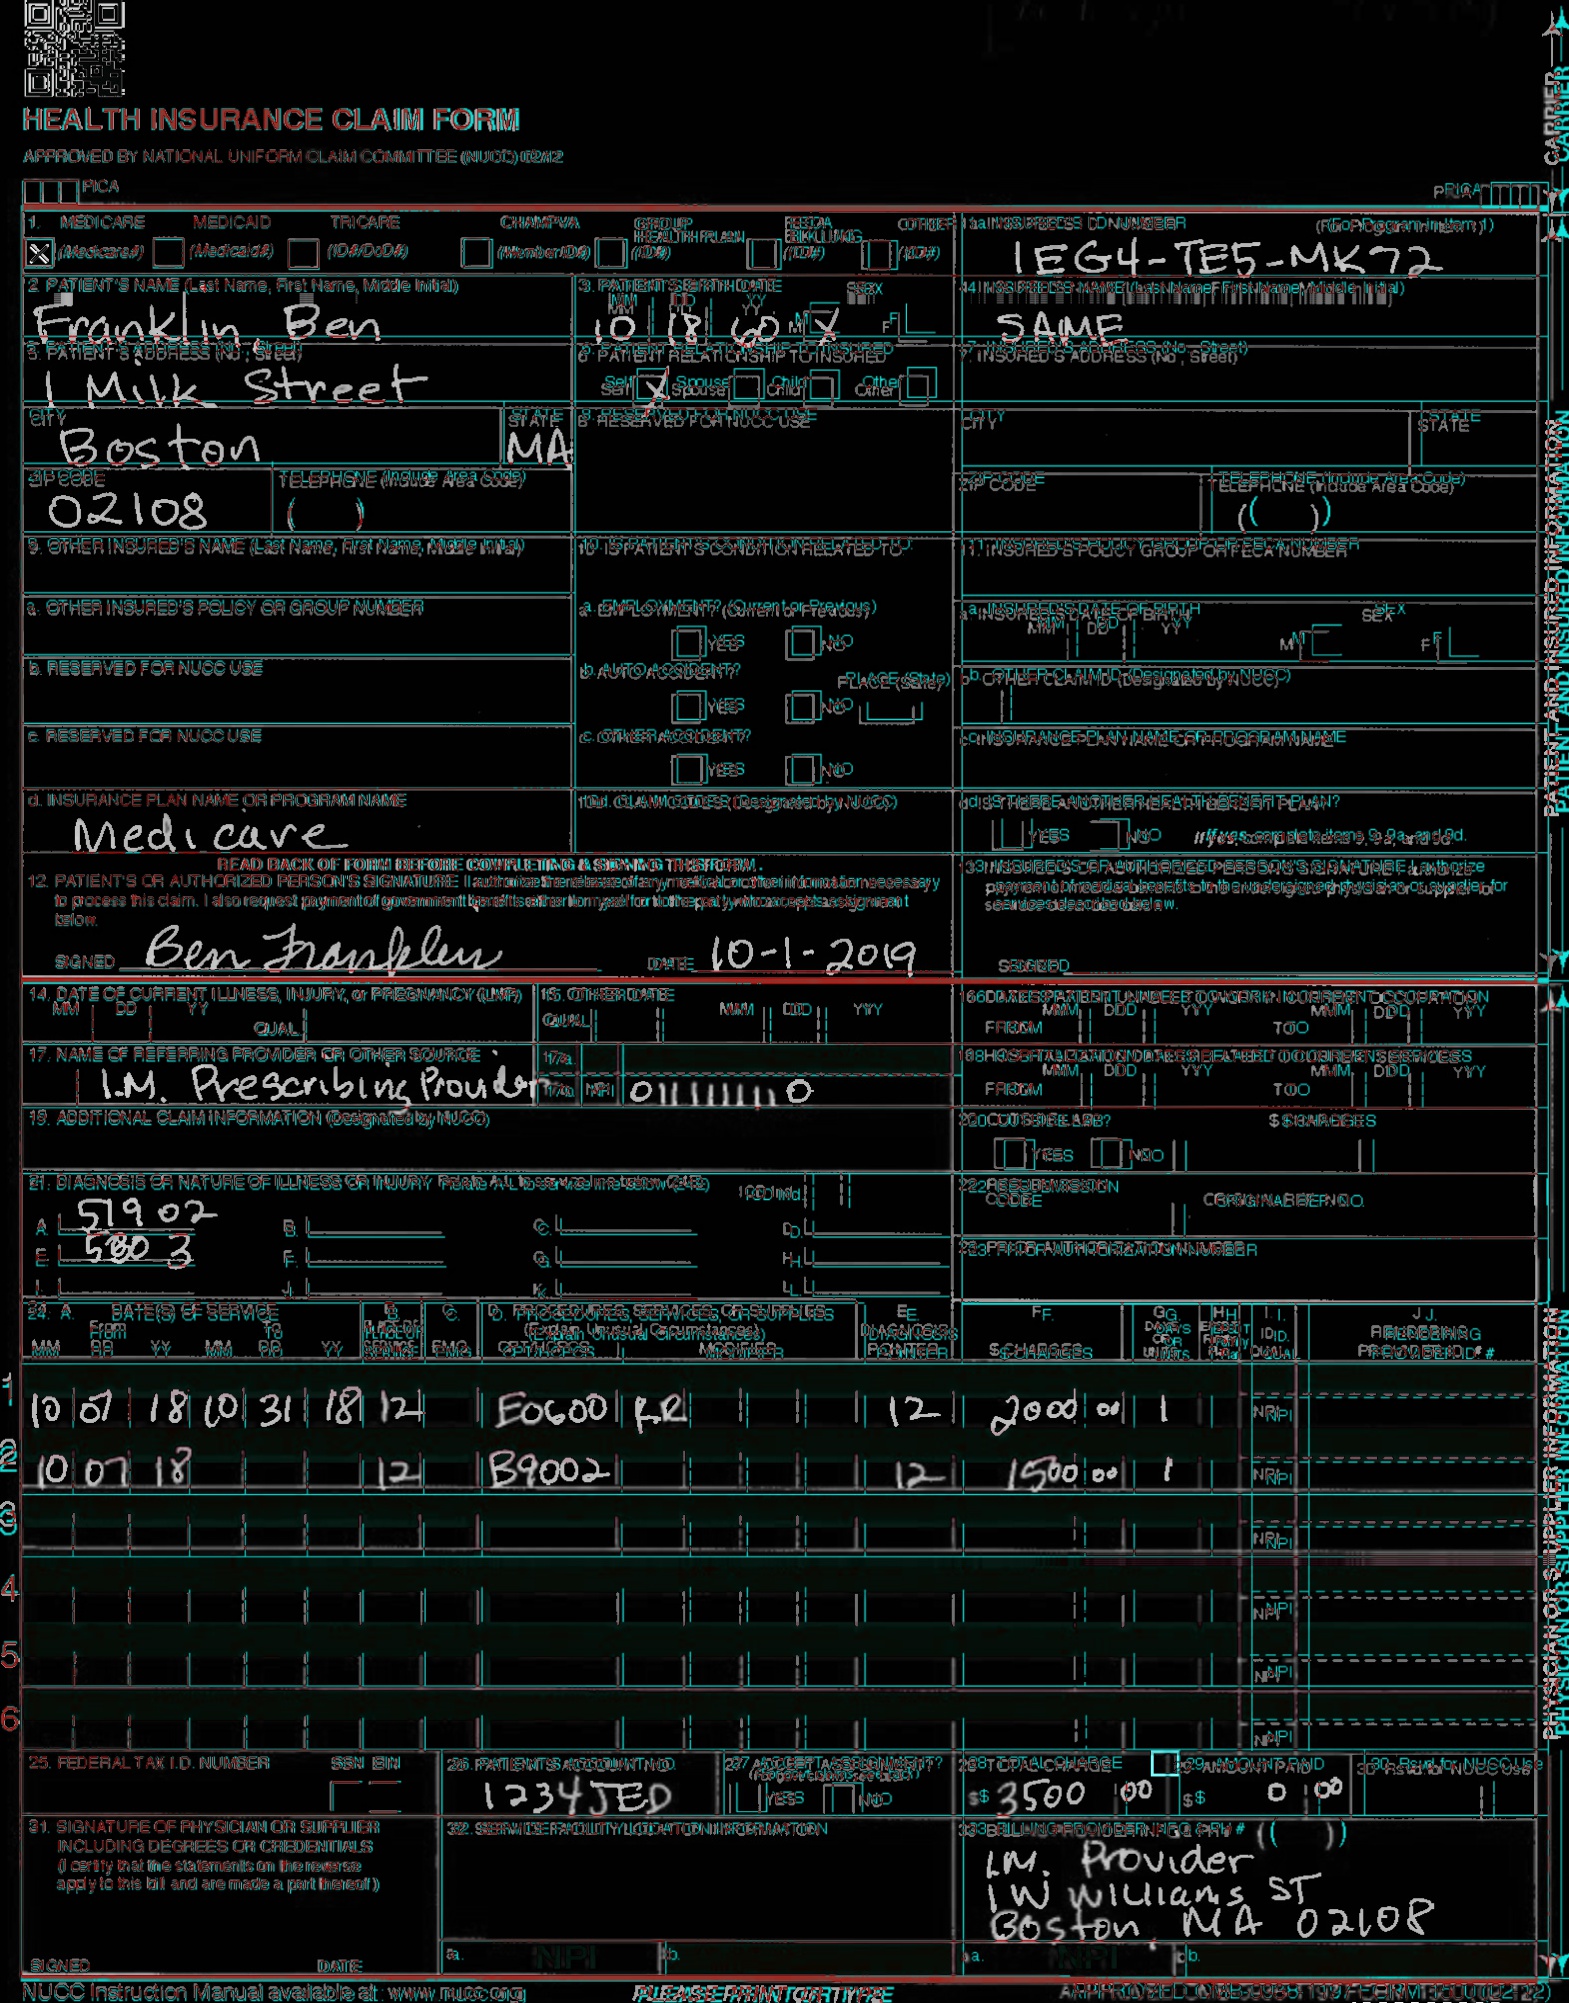 HEALTH INSURANCE CLAIM FORM
APPROVED BY NATIONAL UNIFORM CLAIM COMMITTEE (NUCC) 02/12
PICA
PICA
CARRIER
1. MEDICARE MEDICAID TRICARE CHAMPVA GROUP HEALTH PLAN FECA BLK LUNG OTHER
(Medicare#) (Medicaid#) (ID#/DoD#) (Member ID#) (ID#) (ID#) (ID#)
1a. INSURED'S I.D. NUMBER (For Program in Item 1)
1EG4-TE5-MK72
2. PATIENT'S NAME (Last Name, First Name, Middle Initial)
Franklin, Ben
3. PATIENT'S BIRTH DATE SEX
MM DD YY
10 18 60 M X F
4. INSURED'S NAME (Last Name, First Name, Middle Initial)
SAME
5. PATIENT'S ADDRESS (No., Street)
1 Milk Street
6. PATIENT RELATIONSHIP TO INSURED
Self X Spouse Child Other
7. INSURED'S ADDRESS (No., Street)
CITY STATE
Boston MA
8. RESERVED FOR NUCC USE
CITY STATE
ZIP CODE TELEPHONE (Include Area Code)
02108 ( )
ZIP CODE TELEPHONE (Include Area Code)
( )
9. OTHER INSURED'S NAME (Last Name, First Name, Middle Initial)
10. IS PATIENT'S CONDITION RELATED TO:
11. INSURED'S POLICY GROUP OR FECA NUMBER
a. OTHER INSURED'S POLICY OR GROUP NUMBER
a. EMPLOYMENT? (Current or Previous)
YES NO
a. INSURED'S DATE OF BIRTH SEX
MM DD YY M F
b. RESERVED FOR NUCC USE
b. AUTO ACCIDENT? PLACE (State)
YES NO
b. OTHER CLAIM ID (Designated by NUCC)
c. RESERVED FOR NUCC USE
c. OTHER ACCIDENT?
YES NO
c. INSURANCE PLAN NAME OR PROGRAM NAME
d. INSURANCE PLAN NAME OR PROGRAM NAME
Medicare
10d. CLAIM CODES (Designated by NUCC)
d. IS THERE ANOTHER HEALTH BENEFIT PLAN?
YES NO If yes, complete items 9, 9a, and 9d.
READ BACK OF FORM BEFORE COMPLETING & SIGNING THIS FORM.
12. PATIENT'S OR AUTHORIZED PERSON'S SIGNATURE I authorize the release of any medical or other information necessary
to process this claim. I also request payment of government benefits either to myself or to the party who accepts assignment
below.
SIGNED Ben Franklin DATE 10-1-2019
13. INSURED'S OR AUTHORIZED PERSON'S SIGNATURE I authorize
payment of medical benefits to the undersigned physician or supplier for
services described below.
SIGNED
PATIENT AND INSURED INFORMATION
14. DATE OF CURRENT ILLNESS, INJURY, or PREGNANCY (LMP)
MM DD YY QUAL.
15. OTHER DATE
QUAL. MM DD YY
16. DATES PATIENT UNABLE TO WORK IN CURRENT OCCUPATION
MM DD YY MM DD YY
FROM TO
17. NAME OF REFERRING PROVIDER OR OTHER SOURCE
I.M. Prescribing Provider
17a.
NPI 0111111110
18. HOSPITALIZATION DATES RELATED TO CURRENT SERVICES
MM DD YY MM DD YY
FROM TO
19. ADDITIONAL CLAIM INFORMATION (Designated by NUCC)
20. OUTSIDE LAB? $ CHARGES
YES NO
21. DIAGNOSIS OR NATURE OF ILLNESS OR INJURY Relate A-L to service line below (24E) ICD Ind.
A. 519 02 B. C. D.
E. 530 3 F. G. H.
I. J. K. L.
22. RESUBMISSION CODE ORIGINAL REF. NO.
23. PRIOR AUTHORIZATION NUMBER
24. A. DATE(S) OF SERVICE B. C. D. PROCEDURES, SERVICES, OR SUPPLIES E. F. G. H. I. J.
From To PLACE OF SERVICE (Explain Unusual Circumstances) DIAGNOSIS POINTER DAYS OR UNITS ID. QUAL. RENDERING PROVIDER ID. #
MM DD YY MM DD YY EMG CPT/HCPCS MODIFIER $ CHARGES
1 10 07 18 10 31 18 12 E0600 RR 12 2000 00 1 NPI
2 10 07 18 12 B9002 12 1500 00 1 NPI
3 NPI
4 NPI
5 NPI
6 NPI
25. FEDERAL TAX I.D. NUMBER SSN EIN
26. PATIENT'S ACCOUNT NO.
1234JED
27. ACCEPT ASSIGNMENT?
YES NO
28. TOTAL CHARGE
$ 3500 00
29. AMOUNT PAID
$ 0 00
30. Rsvd for NUCC Use
31. SIGNATURE OF PHYSICIAN OR SUPPLIER
INCLUDING DEGREES OR CREDENTIALS
(I certify that the statements on the reverse
apply to this bill and are made a part thereof.)
SIGNED DATE
32. SERVICE FACILITY LOCATION INFORMATION
a. NPI b.
33. BILLING PROVIDER INFO & PH # ( )
I.M. Provider
1 W Williams ST
Boston, MA 02108
a. NPI b.
PHYSICIAN OR SUPPLIER INFORMATION
NUCC Instruction Manual available at: www.nucc.org
PLEASE PRINT OR TYPE